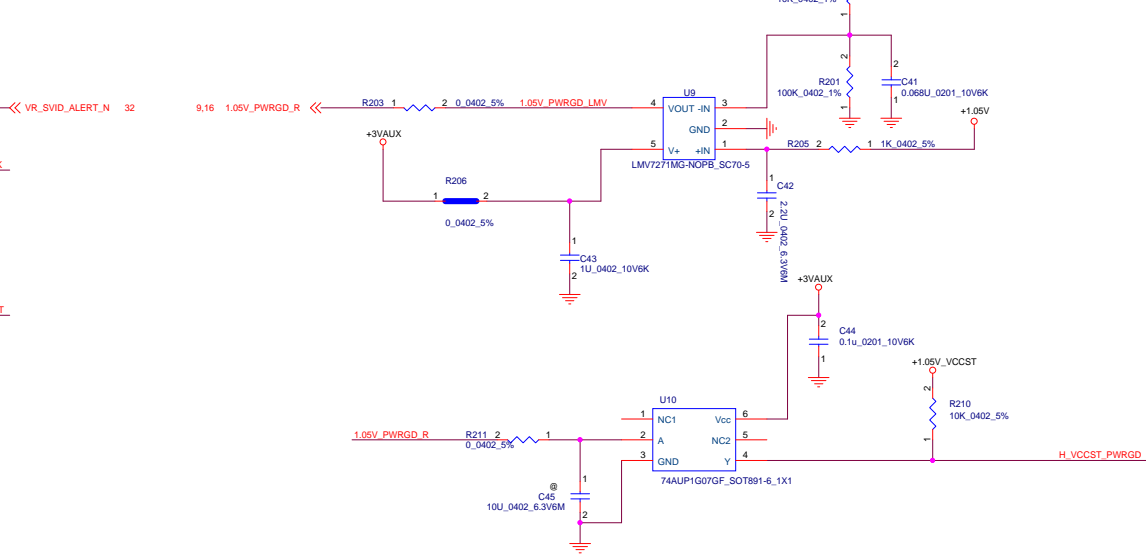 1
2
R201
100K_0402_1%
1
2
C41
0.068U_0201_10V6K
1
+1.05V
VR_SVID_ALERT_N 32
9,16 1.05V_PWRGD_R
R203 1 2 0_0402_5%
1.05V_PWRGD_LMV
U9
4 VOUT -IN 3
GND 2
5 V+ +IN 1
LMV7271MG-NOPB_SC70-5
R205 2 1 1K_0402_5%
+3VAUX
R206
1 2
0_0402_5%
1
C42
2
2.2U_0402_6.3V6M
1
C43
1U_0402_10V6K
2
T
+3VAUX
2
C44
0.1u_0201_10V6K
1
+1.05V_VCCST
2
R210
10K_0402_5%
1
U10
1 NC1 Vcc 6
2 A NC2 5
3 GND Y 4
74AUP1G07GF_SOT891-6_1X1
1.05V_PWRGD_R
R211 2 1
0_0402_5%
H_VCCST_PWRGD
@
1
C45
10U_0402_6.3V6M
2